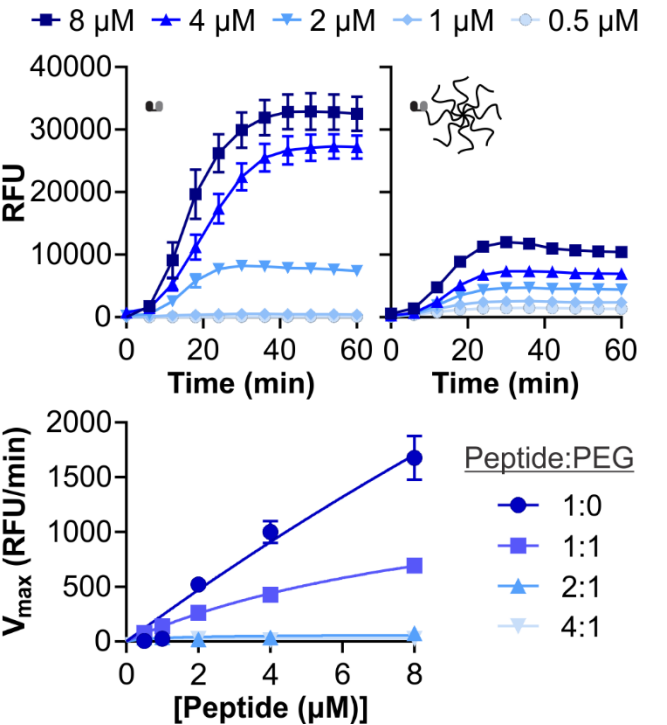 8 µM 4 µM 2 µM 1 µM 0.5 µM
40000
30000
20000
10000
0
RFU
0 20 40 60
Time (min)
0 20 40 60
Time (min)
2000
1500
1000
500
0
Vmax (RFU/min)
0 2 4 6 8
[Peptide (µM)]
Peptide:PEG
1:0
1:1
2:1
4:1